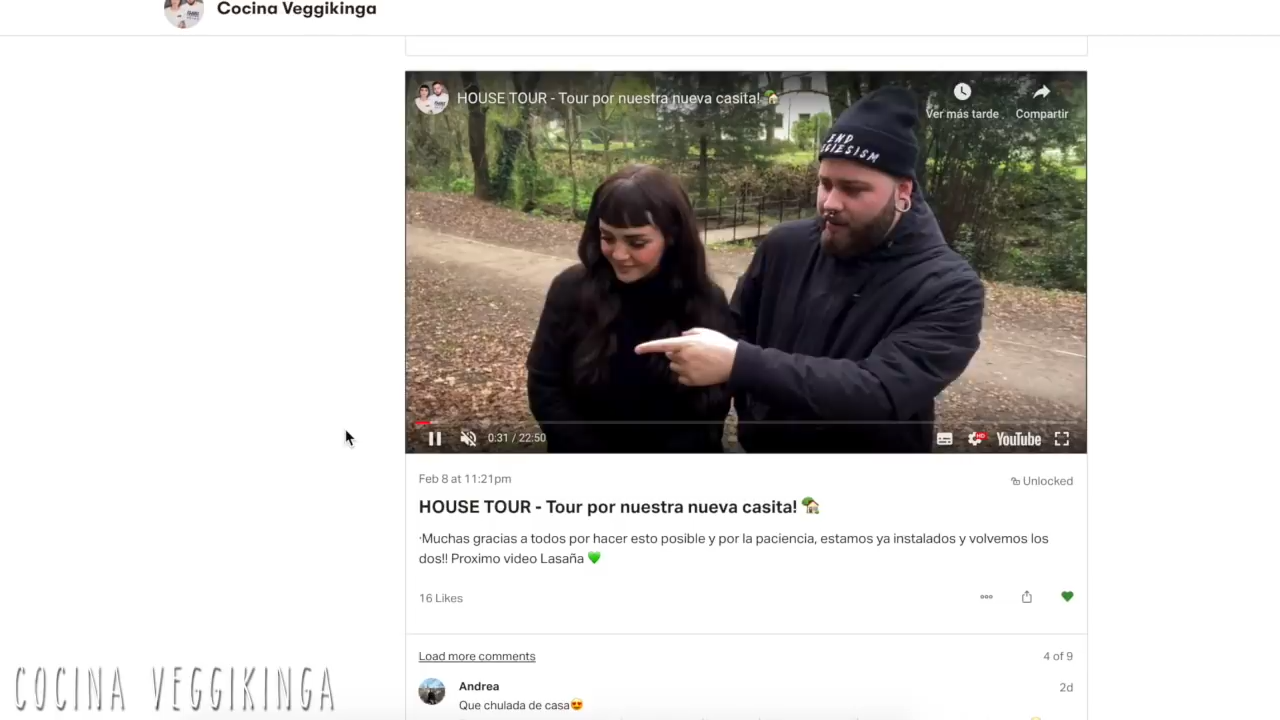 Cocina Veggikinga
HOUSE TOUR - Tour por nuestra nueva casita! 🏡
Ver más tarde
Compartir
END
0:31 / 22:50
HD
YouTube
Feb 8 at 11:21pm
Unlocked
HOUSE TOUR - Tour por nuestra nueva casita! 🏡
·Muchas gracias a todos por hacer esto posible y por la paciencia, estamos ya instalados y volvemos los
dos!! Proximo video Lasaña 💚
16 Likes
Load more comments
4 of 9
Andrea
2d
Que chulada de casa😍
COCINA VEGGIKINGA